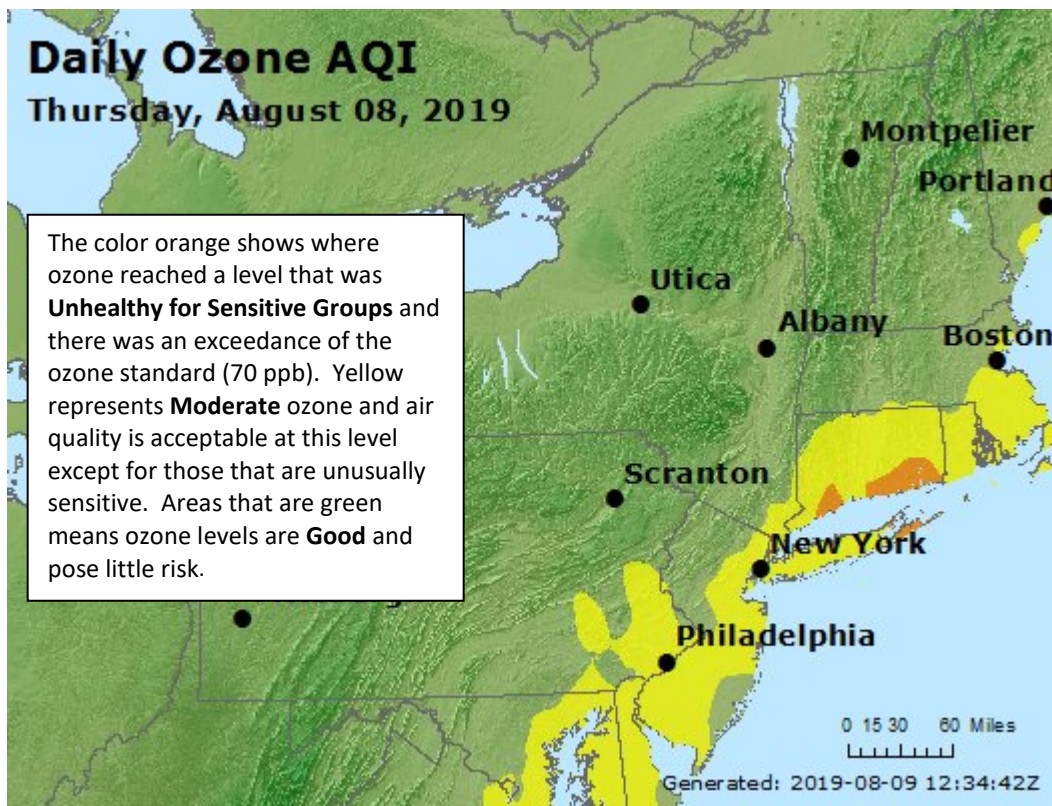 Daily Ozone AQI
Thursday, August 08, 2019
Montpelier
Portland
The color orange shows where
ozone reached a level that was
Unhealthy for Sensitive Groups and
there was an exceedance of the
ozone standard (70 ppb). Yellow
represents Moderate ozone and air
quality is acceptable at this level
except for those that are unusually
sensitive. Areas that are green
means ozone levels are Good and
pose little risk.
Utica
Albany
Boston
Scranton
New York
Philadelphia
0 15 30 60 Miles
Generated: 2019-08-09 12:34:42Z